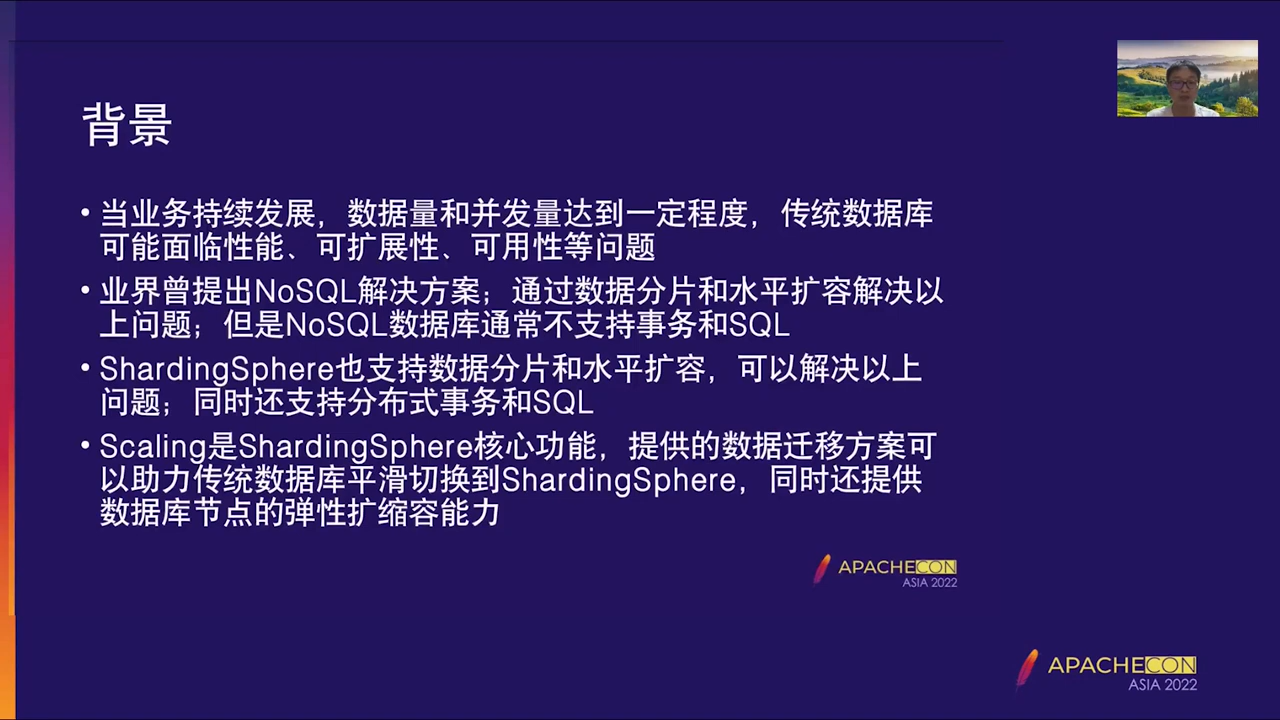 背景
• 当业务持续发展，数据量和并发量达到一定程度，传统数据库
可能面临性能、可扩展性、可用性等问题
• 业界曾提出NoSQL解决方案；通过数据分片和水平扩容解决以
上问题；但是NoSQL数据库通常不支持事务和SQL
• ShardingSphere也支持数据分片和水平扩容，可以解决以上
问题；同时还支持分布式事务和SQL
• Scaling是ShardingSphere核心功能，提供的数据迁移方案可
以助力传统数据库平滑切换到ShardingSphere，同时还提供
数据库节点的弹性扩缩容能力
APACHECON
ASIA 2022
APACHECON
ASIA 2022